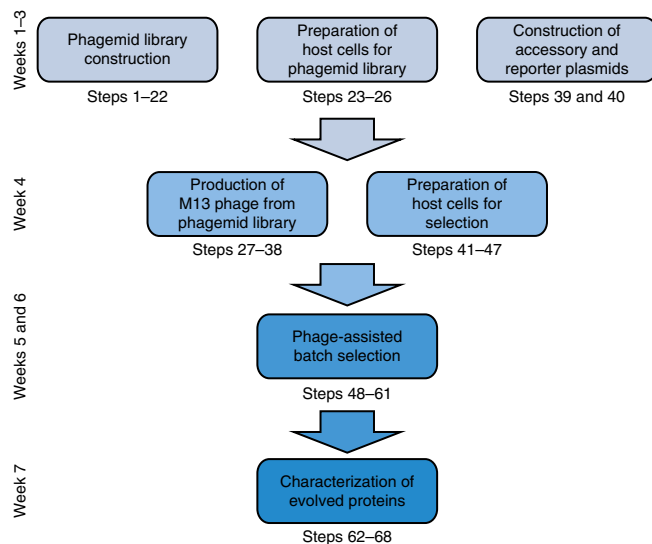 Weeks 1–3
Phagemid library
construction
Steps 1–22
Preparation of
host cells for
phagemid library
Steps 23–26
Construction of
accessory and
reporter plasmids
Steps 39 and 40
Week 4
Production of
M13 phage from
phagemid library
Steps 27–38
Preparation of
host cells for
selection
Steps 41–47
Weeks 5 and 6
Phage-assisted
batch selection
Steps 48–61
Week 7
Characterization of
evolved proteins
Steps 62–68